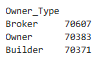 Owner_Type
Broker 70607
Owner 70383
Builder 70371